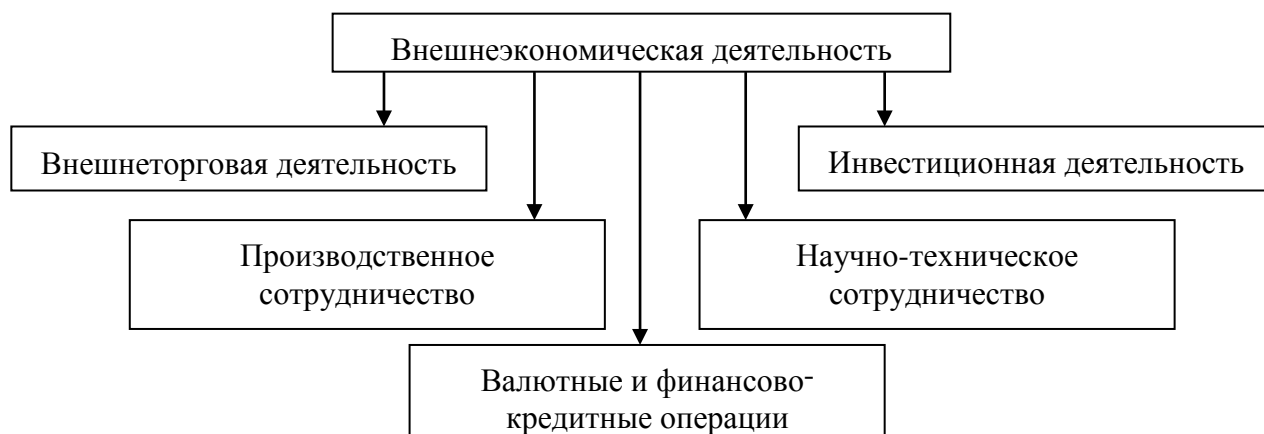 Внешнеэкономическая деятельность
Внешнеторговая деятельность
Инвестиционная деятельность
Производственное
сотрудничество
Научно-техническое
сотрудничество
Валютные и финансово-
кредитные операции